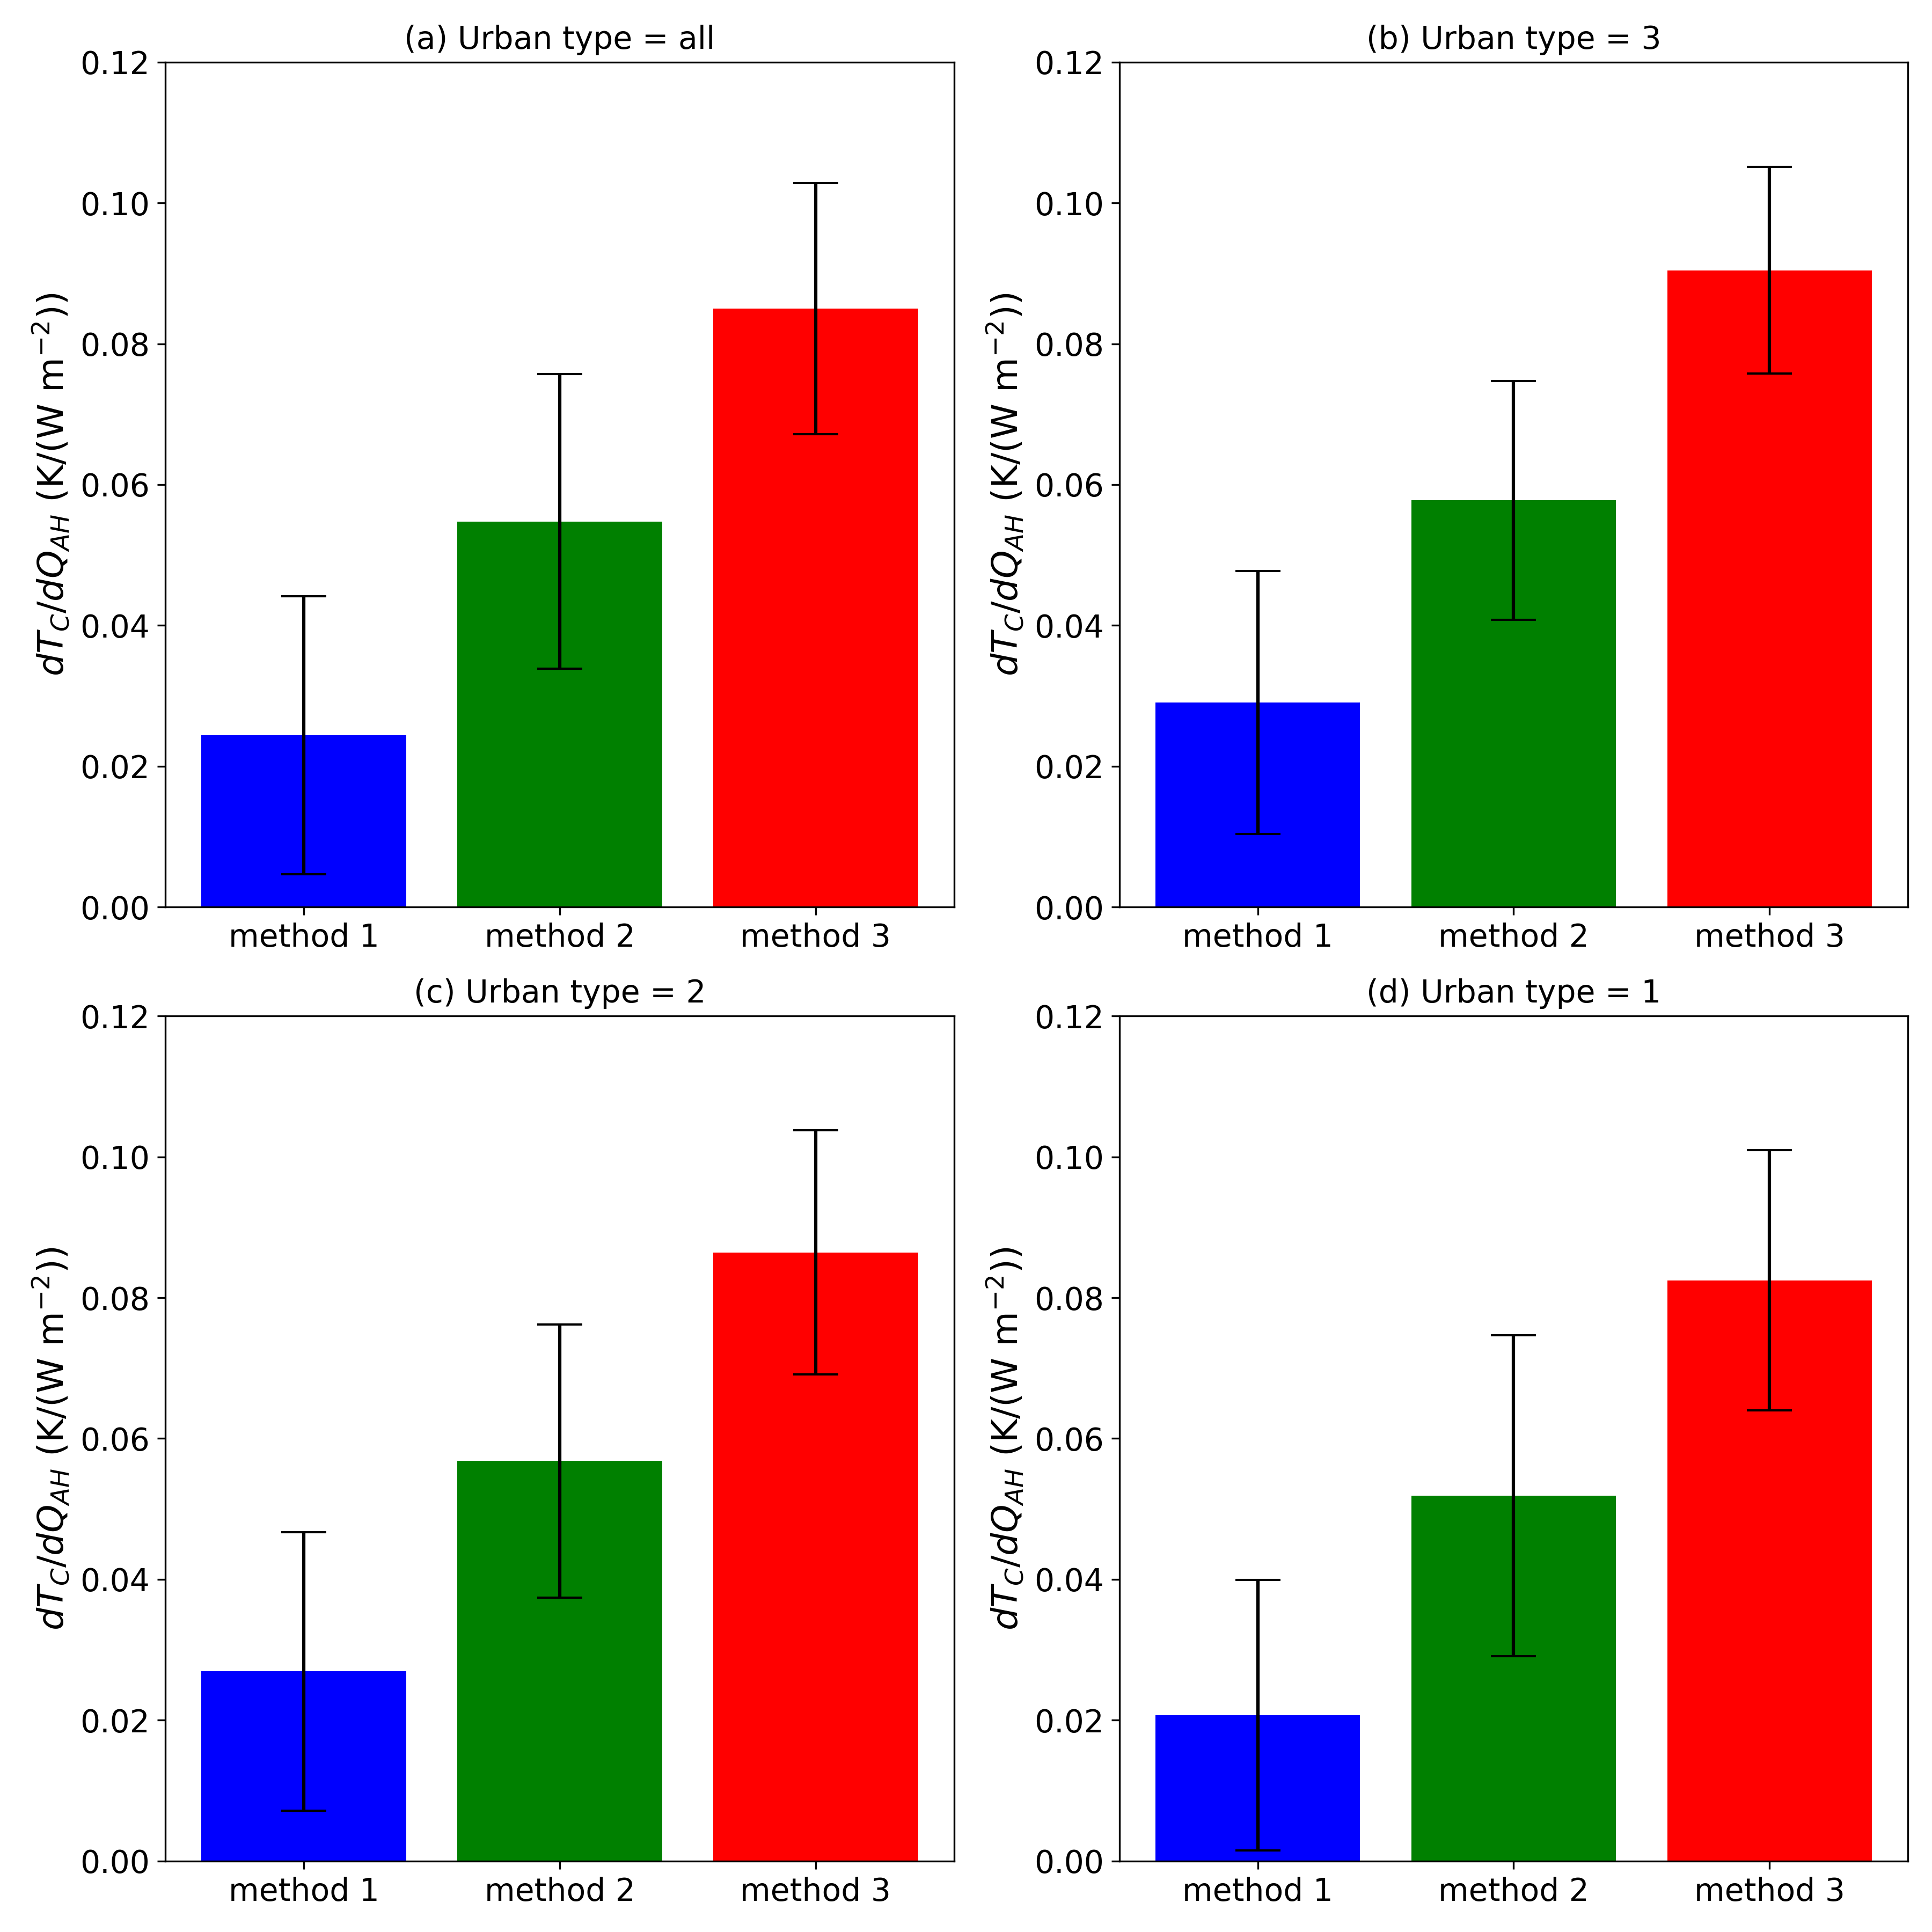 (a) Urban type = all
0.12
0.10
0.08
0.06
0.04
0.02
0.00
dT_C/dQ_AH (K/(W m⁻²))
method 1 method 2 method 3
(b) Urban type = 3
0.12
0.10
0.08
0.06
0.04
0.02
0.00
dT_C/dQ_AH (K/(W m⁻²))
method 1 method 2 method 3
(c) Urban type = 2
0.12
0.10
0.08
0.06
0.04
0.02
0.00
dT_C/dQ_AH (K/(W m⁻²))
method 1 method 2 method 3
(d) Urban type = 1
0.12
0.10
0.08
0.06
0.04
0.02
0.00
dT_C/dQ_AH (K/(W m⁻²))
method 1 method 2 method 3